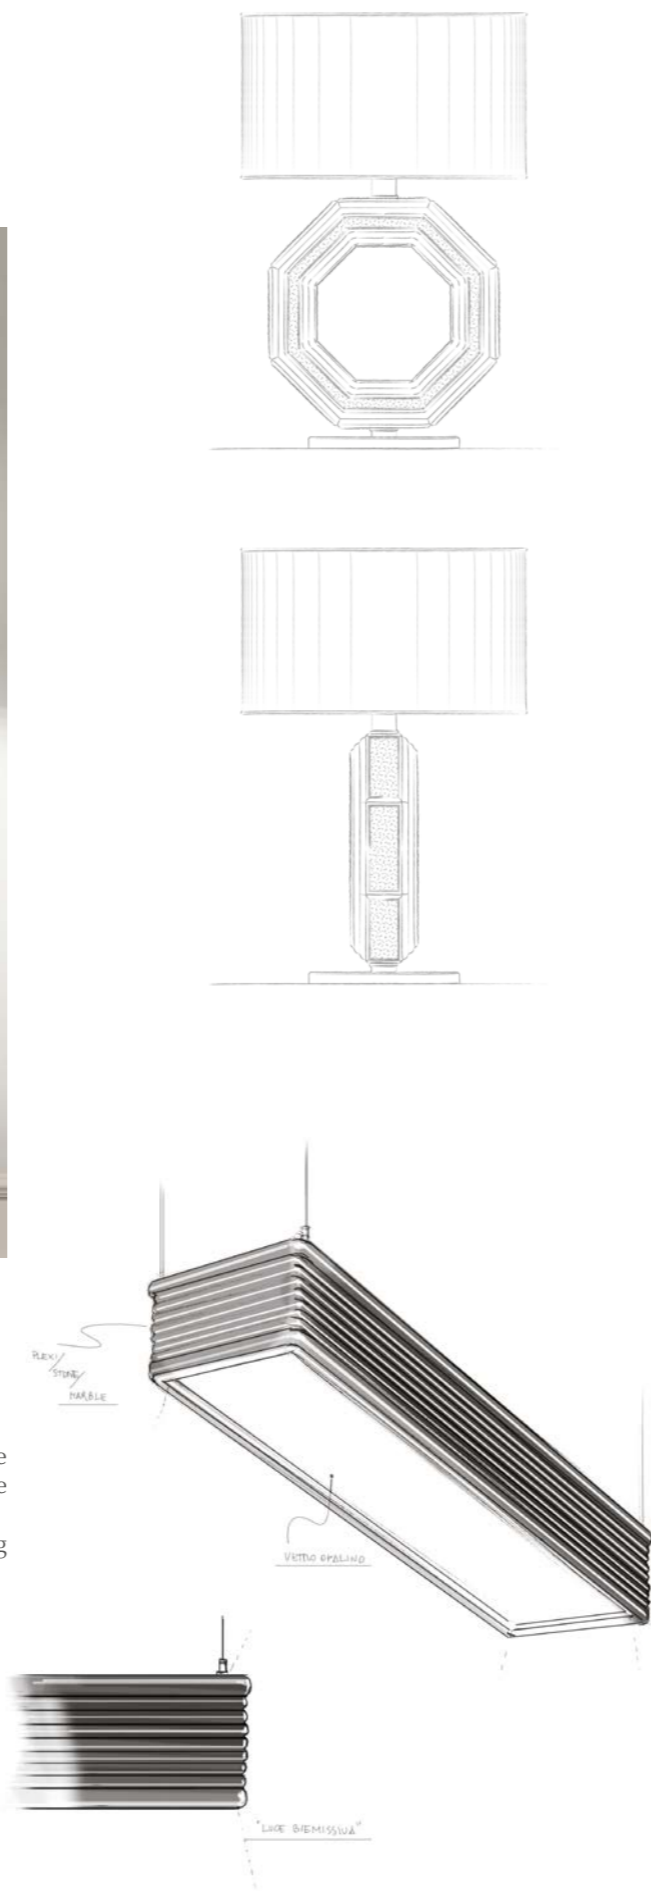 PLEXI/
STONE/
MARBLE
e
e
g
VETRO OPALINO
"LUCE BIEMISSIVA"